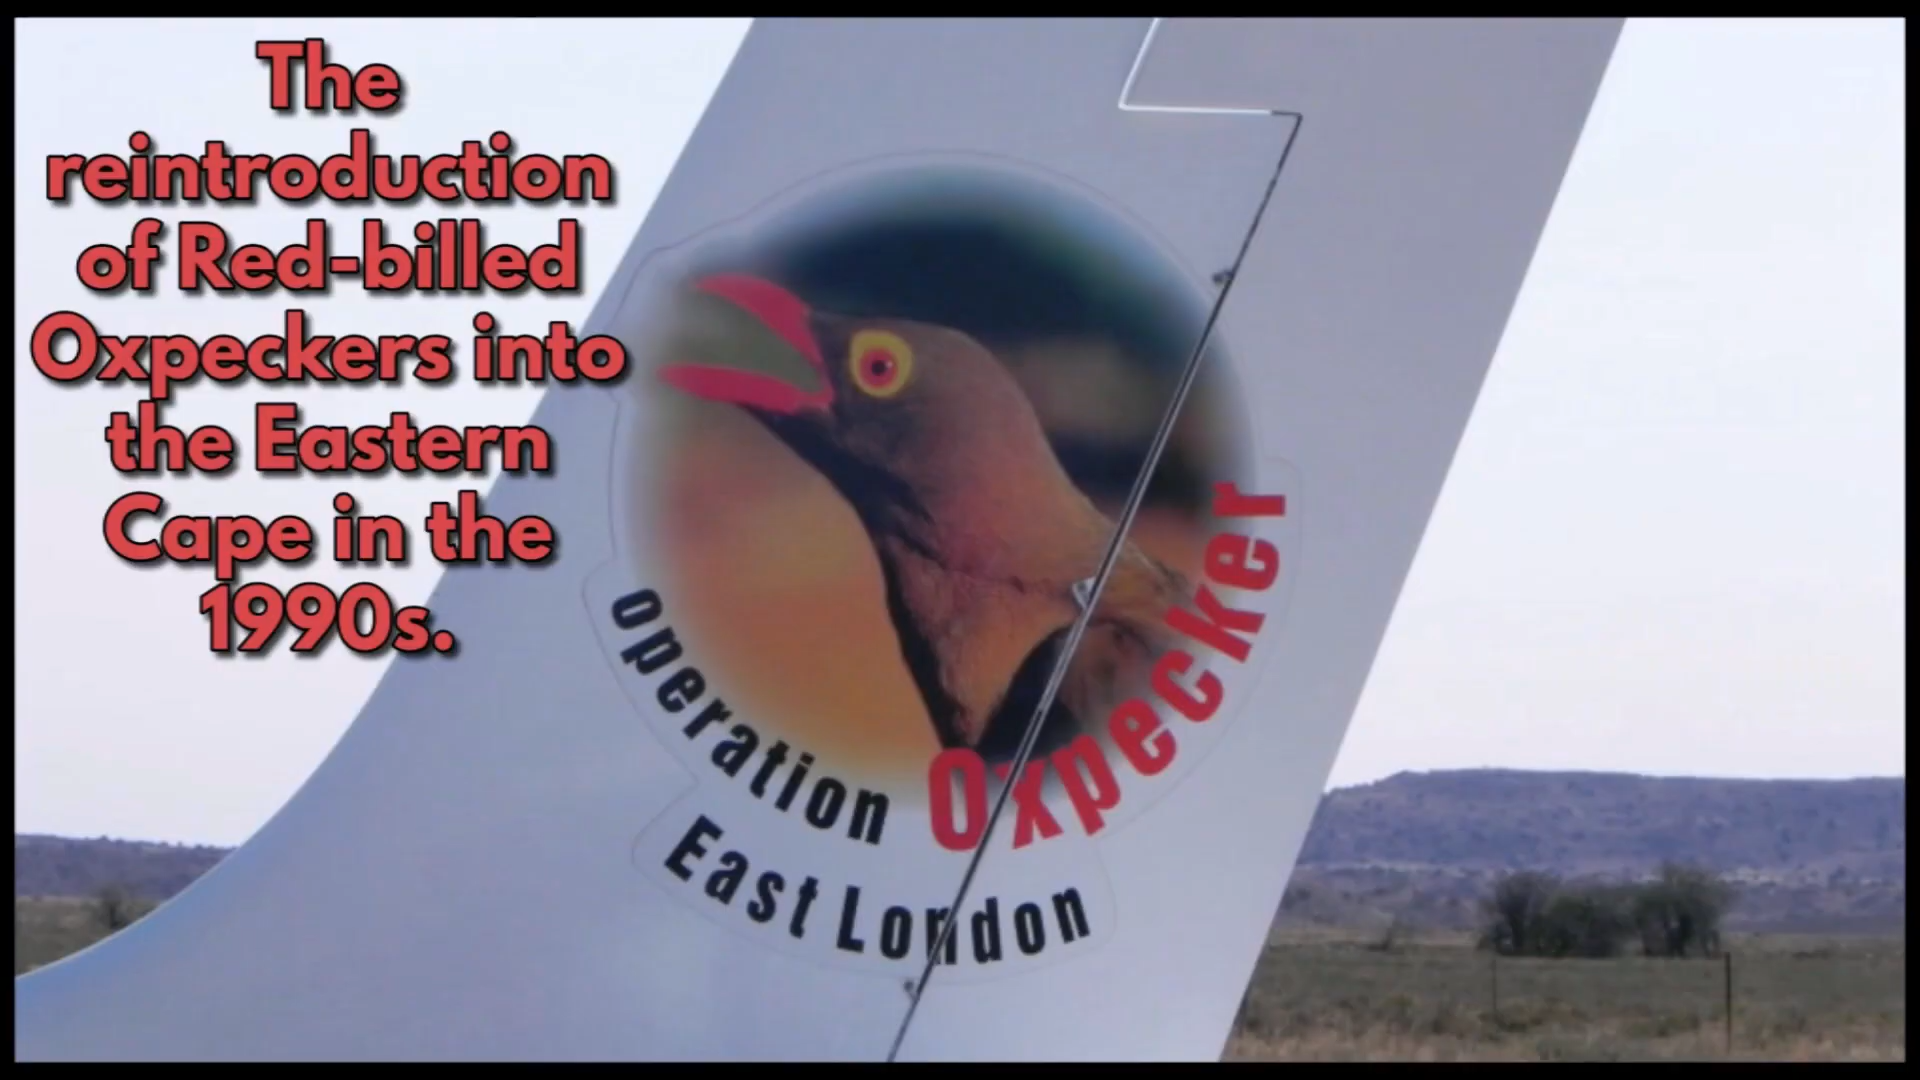 The
reintroduction
of Red-billed
Oxpeckers into
the Eastern
Cape in the
1990s.
operation Oxpecker
East London